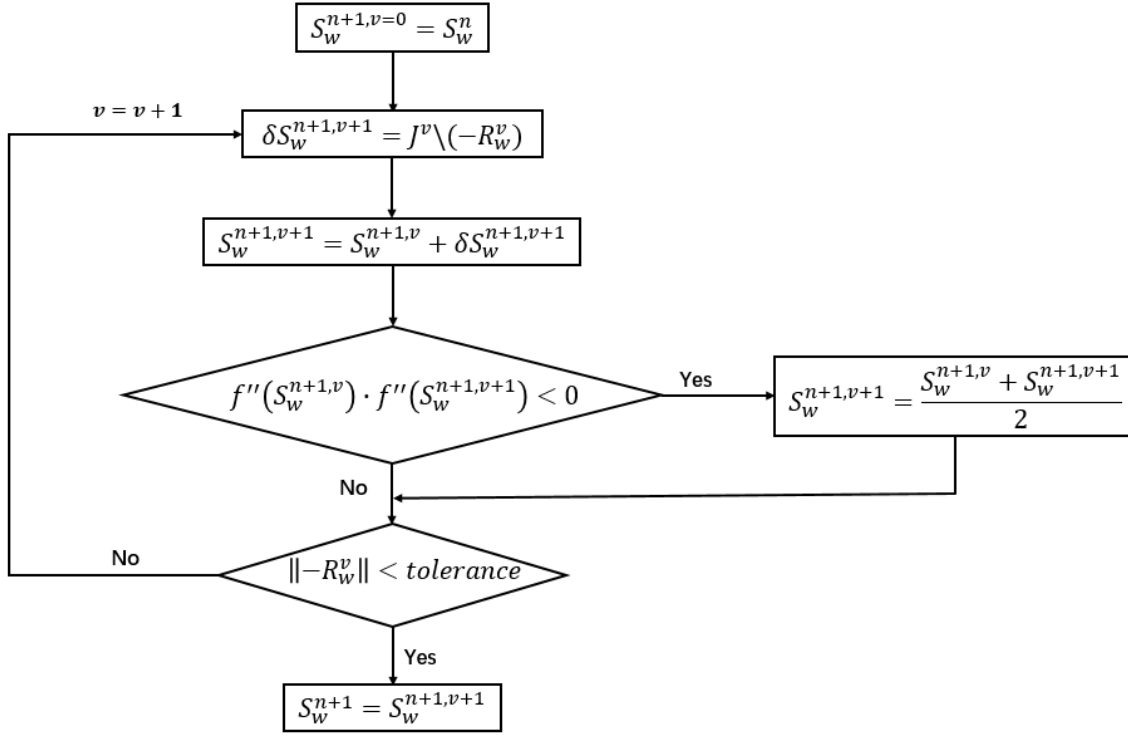 S_w^{n+1,v=0} = S_w^n
v = v + 1
δS_w^{n+1,v+1} = J^v\(−R_w^v)
S_w^{n+1,v+1} = S_w^{n+1,v} + δS_w^{n+1,v+1}
f''(S_w^{n+1,v}) · f''(S_w^{n+1,v+1}) < 0
Yes
S_w^{n+1,v+1} = \frac{S_w^{n+1,v} + S_w^{n+1,v+1}}{2}
No
‖−R_w^v‖ < tolerance
No
Yes
S_w^{n+1} = S_w^{n+1,v+1}